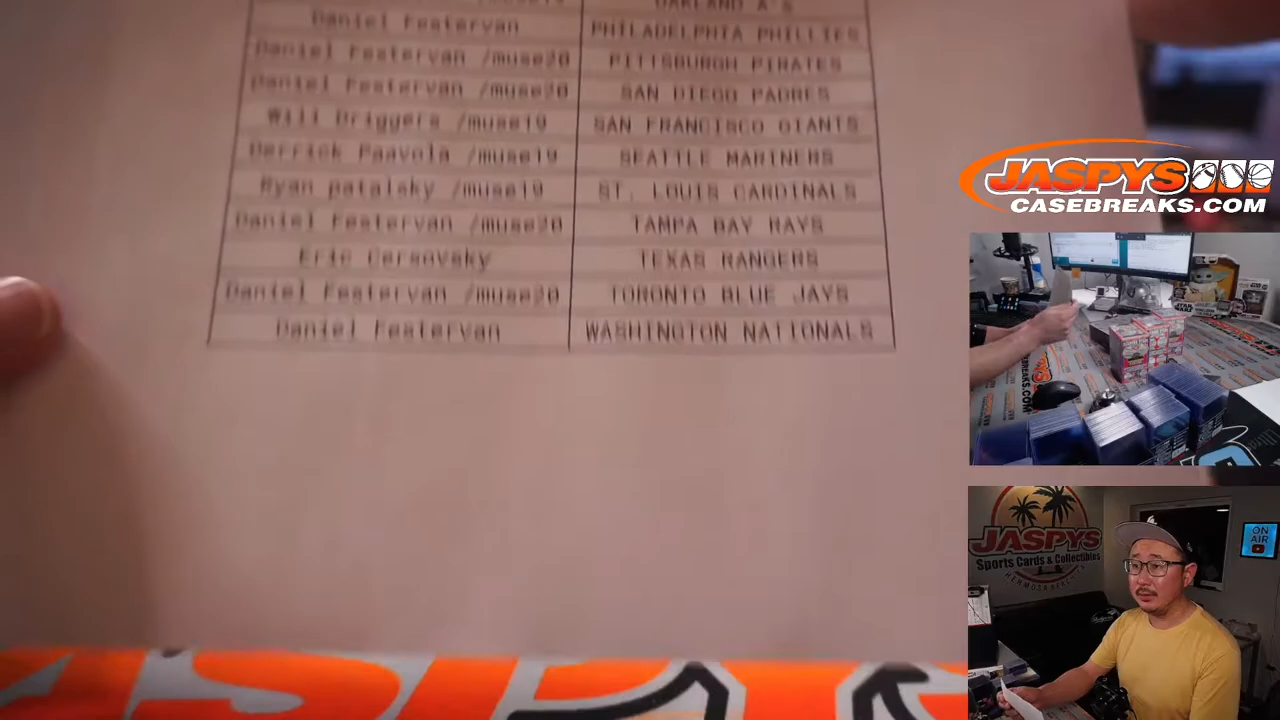 OAKLAND A'S
Daniel Festervan PHILADELPHIA PHILLIES
Daniel Festervan /muse20 PITTSBURGH PIRATES
Daniel Festervan /muse20 SAN DIEGO PADRES
Will Driggers /muse19 SAN FRANCISCO GIANTS
Derrick Paavola /muse19 SEATTLE MARINERS
Ryan patalsky /muse19 ST. LOUIS CARDINALS
Daniel Festervan /muse20 TAMPA BAY RAYS
Eric Cersovsky TEXAS RANGERS
Daniel Festervan /muse20 TORONTO BLUE JAYS
Daniel Festervan WASHINGTON NATIONALS
JASPYS
CASEBREAKS.COM
JASPYS
Sports Cards & Collectibles
HERMOSA BEACH
ON
AIR